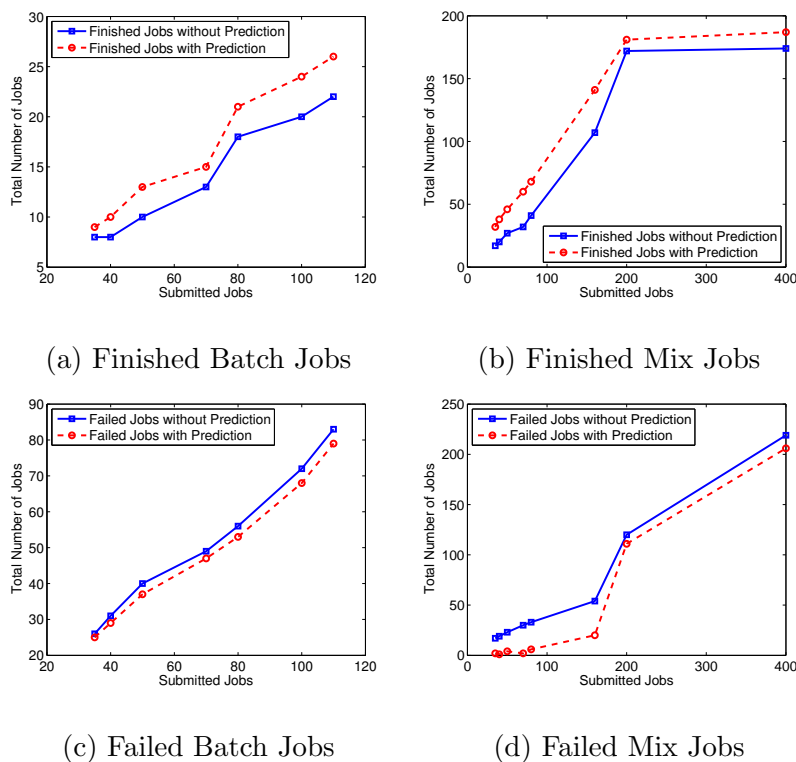 30
25
20
15
10
5
20
40
60
80
100
120
Total Number of Jobs
Submitted Jobs
Finished Jobs without Prediction
Finished Jobs with Prediction
(a) Finished Batch Jobs
200
150
100
50
0
0
100
200
300
400
Total Number of Jobs
Submitted Jobs
Finished Jobs without Prediction
Finished Jobs with Prediction
(b) Finished Mix Jobs
90
80
70
60
50
40
30
20
20
40
60
80
100
120
Total Number of Jobs
Submitted Jobs
Failed Jobs without Prediction
Failed Jobs with Prediction
(c) Failed Batch Jobs
250
200
150
100
50
0
0
100
200
300
400
Total Number of Jobs
Submitted Jobs
Failed Jobs without Prediction
Failed Jobs with Prediction
(d) Failed Mix Jobs